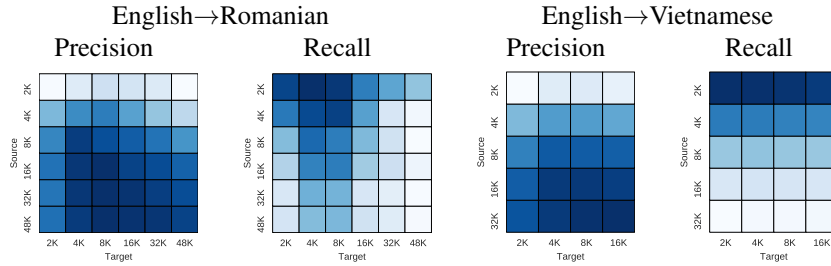 English→Romanian
English→Vietnamese
Precision
Recall
Precision
Recall
Source
2K
4K
8K
16K
32K
48K
2K 4K 8K 16K 32K 48K
Target
2K
4K
8K
16K
32K
48K
2K 4K 8K 16K 32K 48K
Target
Source
2K
4K
8K
16K
32K
2K 4K 8K 16K
Target
Source
2K
4K
8K
16K
32K
2K 4K 8K 16K
Target